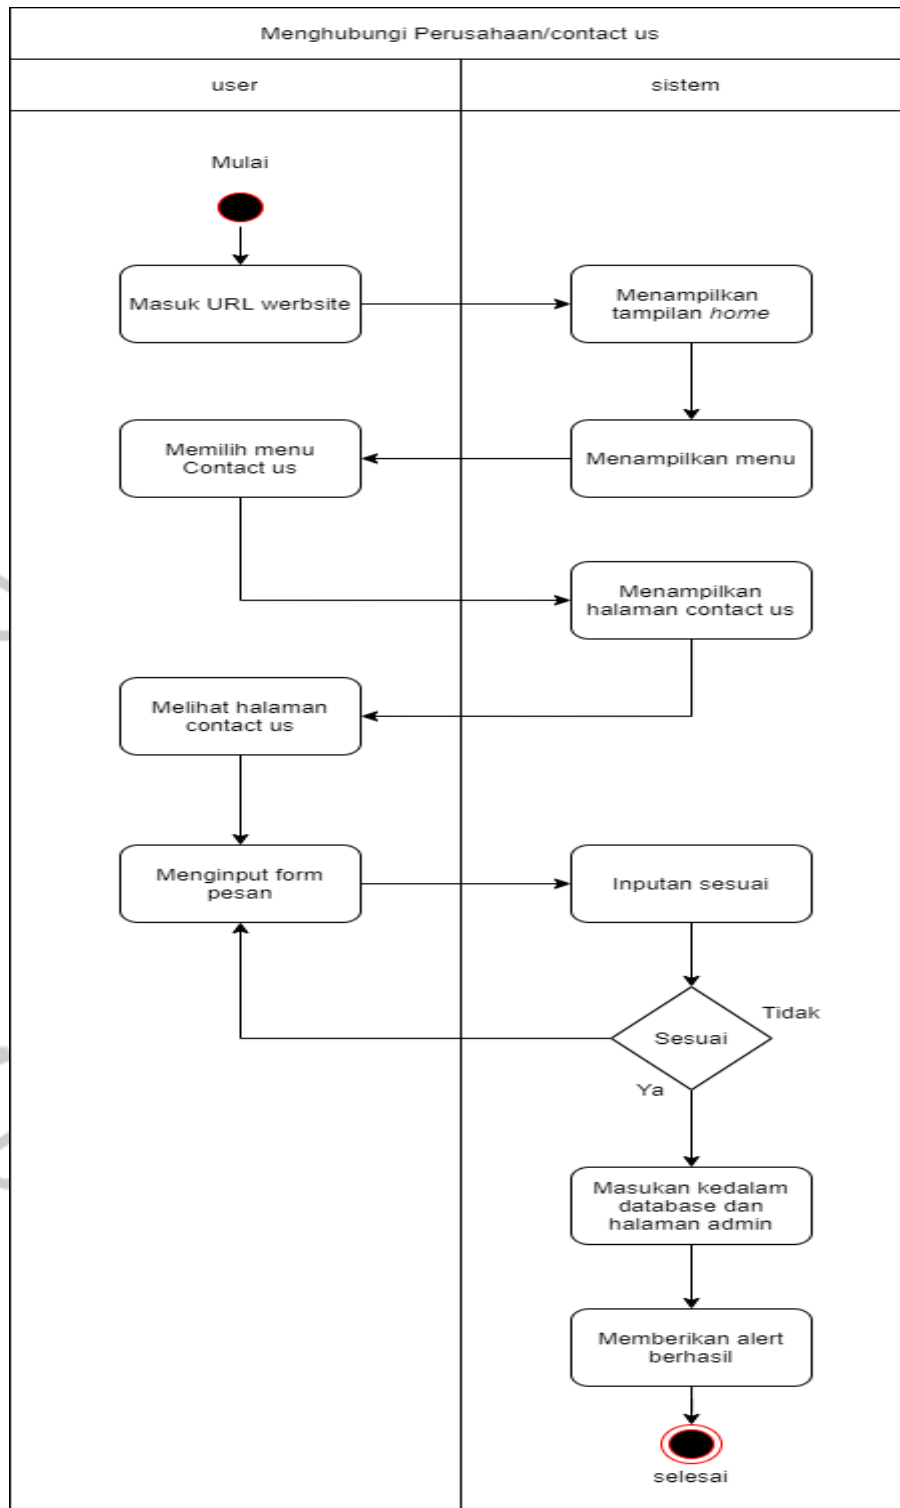 Menghubungi Perusahaan/contact us
user
sistem
Mulai
Masuk URL werbsite
Menampilkan
tampilan home
Memilih menu
Contact us
Menampilkan menu
Menampilkan
halaman contact us
Melihat halaman
contact us
Menginput form
pesan
Inputan sesuai
Tidak
Sesuai
Ya
Masukan kedalam
database dan
halaman admin
Memberikan alert
berhasil
selesai